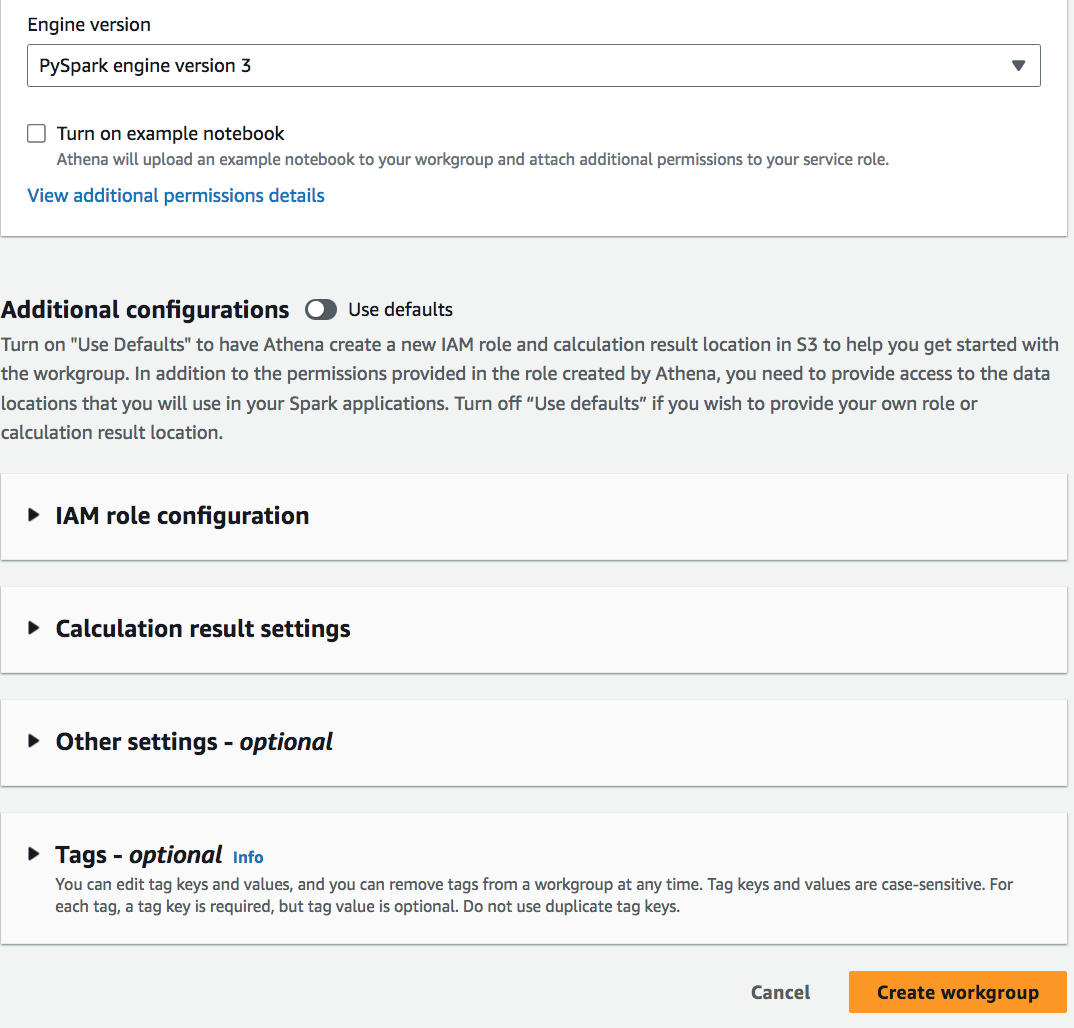 Engine version
PySpark engine version 3
Turn on example notebook
Athena will upload an example notebook to your workgroup and attach additional permissions to your service role.
View additional permissions details
Additional configurations Use defaults
Turn on "Use Defaults" to have Athena create a new IAM role and calculation result location in S3 to help you get started with
the workgroup. In addition to the permissions provided in the role created by Athena, you need to provide access to the data
locations that you will use in your Spark applications. Turn off “Use defaults” if you wish to provide your own role or
calculation result location.
IAM role configuration
Calculation result settings
Other settings - optional
Tags - optional Info
You can edit tag keys and values, and you can remove tags from a workgroup at any time. Tag keys and values are case-sensitive. For
each tag, a tag key is required, but tag value is optional. Do not use duplicate tag keys.
Cancel Create workgroup